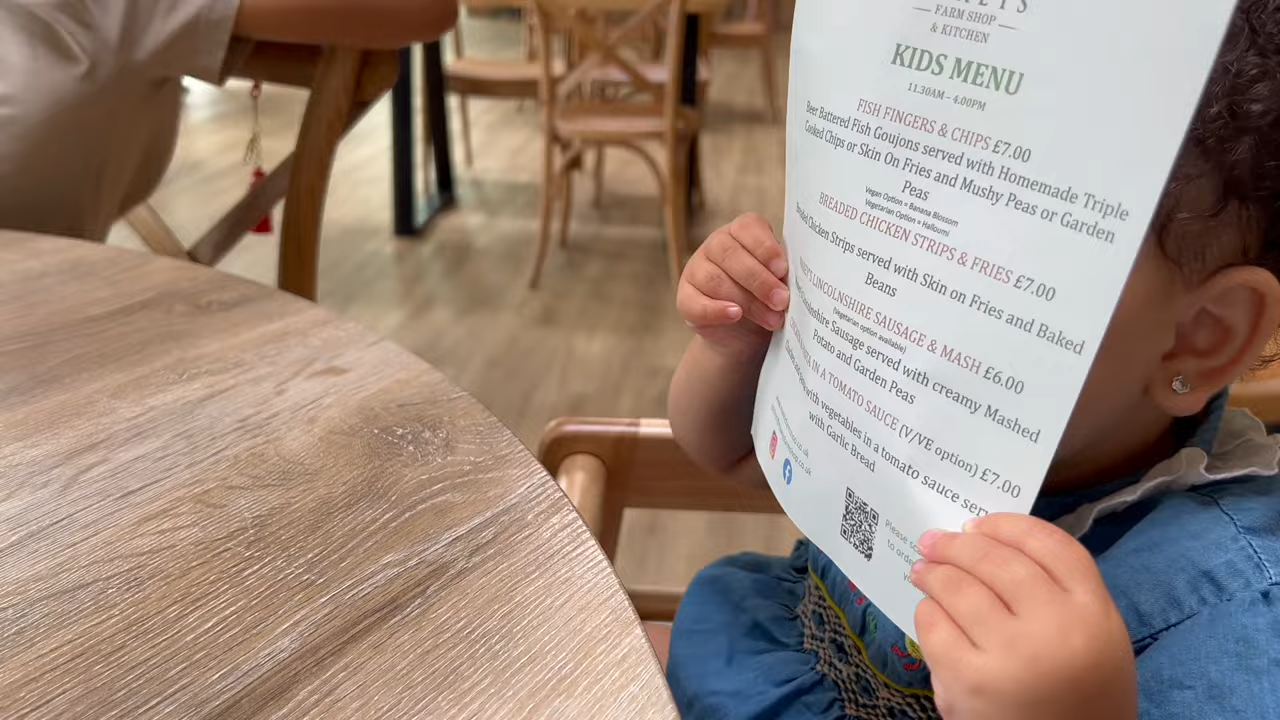 FARM SHOP
& KITCHEN
KIDS MENU
11.30AM – 4.00PM
FISH FINGERS & CHIPS £7.00
Beer Battered Fish Goujons served with Homemade Triple
Cooked Chips or Skin On Fries and Mushy Peas or Garden
Peas
Vegan Option = Banana Blossom
Vegetarian Option = Halloumi
BREADED CHICKEN STRIPS & FRIES £7.00
Chicken Strips served with Skin on Fries and Baked
Beans
LINCOLNSHIRE SAUSAGE & MASH £6.00
(Vegetarian option available)
Lincolnshire Sausage served with creamy Mashed
Potato and Garden Peas
IN A TOMATO SAUCE (V/VE option) £7.00
with vegetables in a tomato sauce
with Garlic Bread
Please
to order